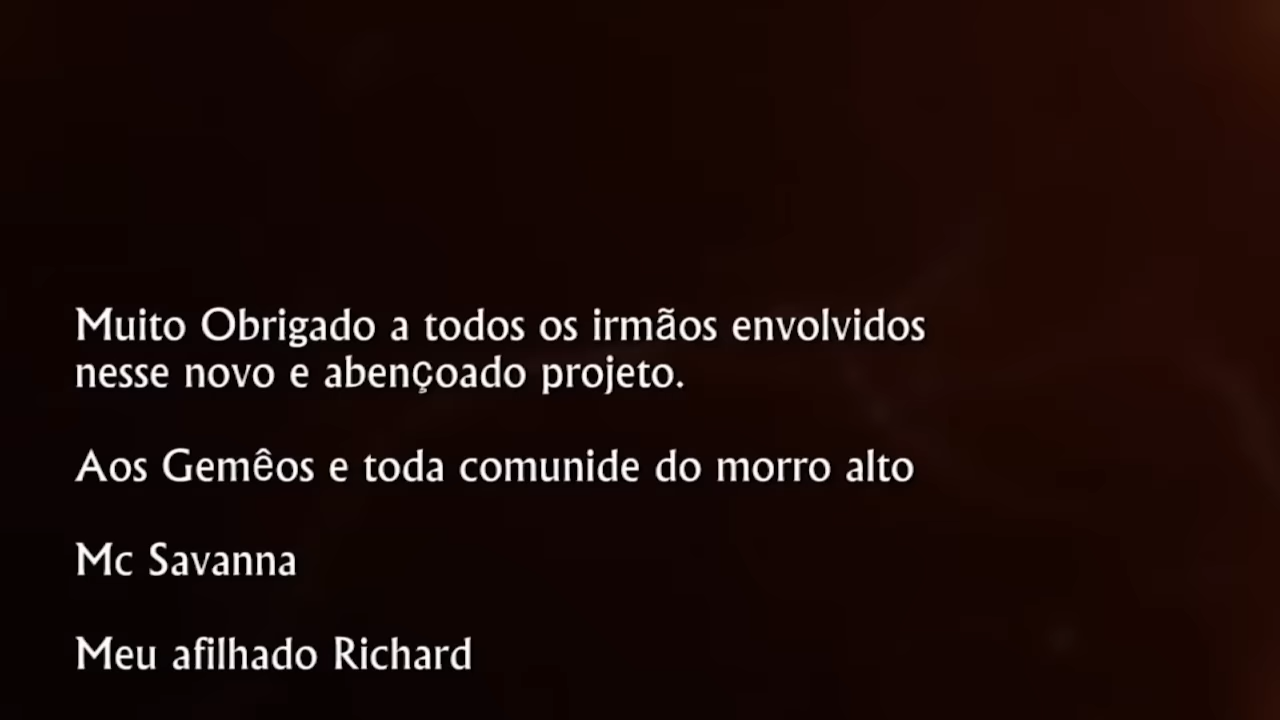 Muito Obrigado a todos os irmãos envolvidos
nesse novo e abençoado projeto.
Aos Gemêos e toda comunide do morro alto
Mc Savanna
Meu afilhado Richard